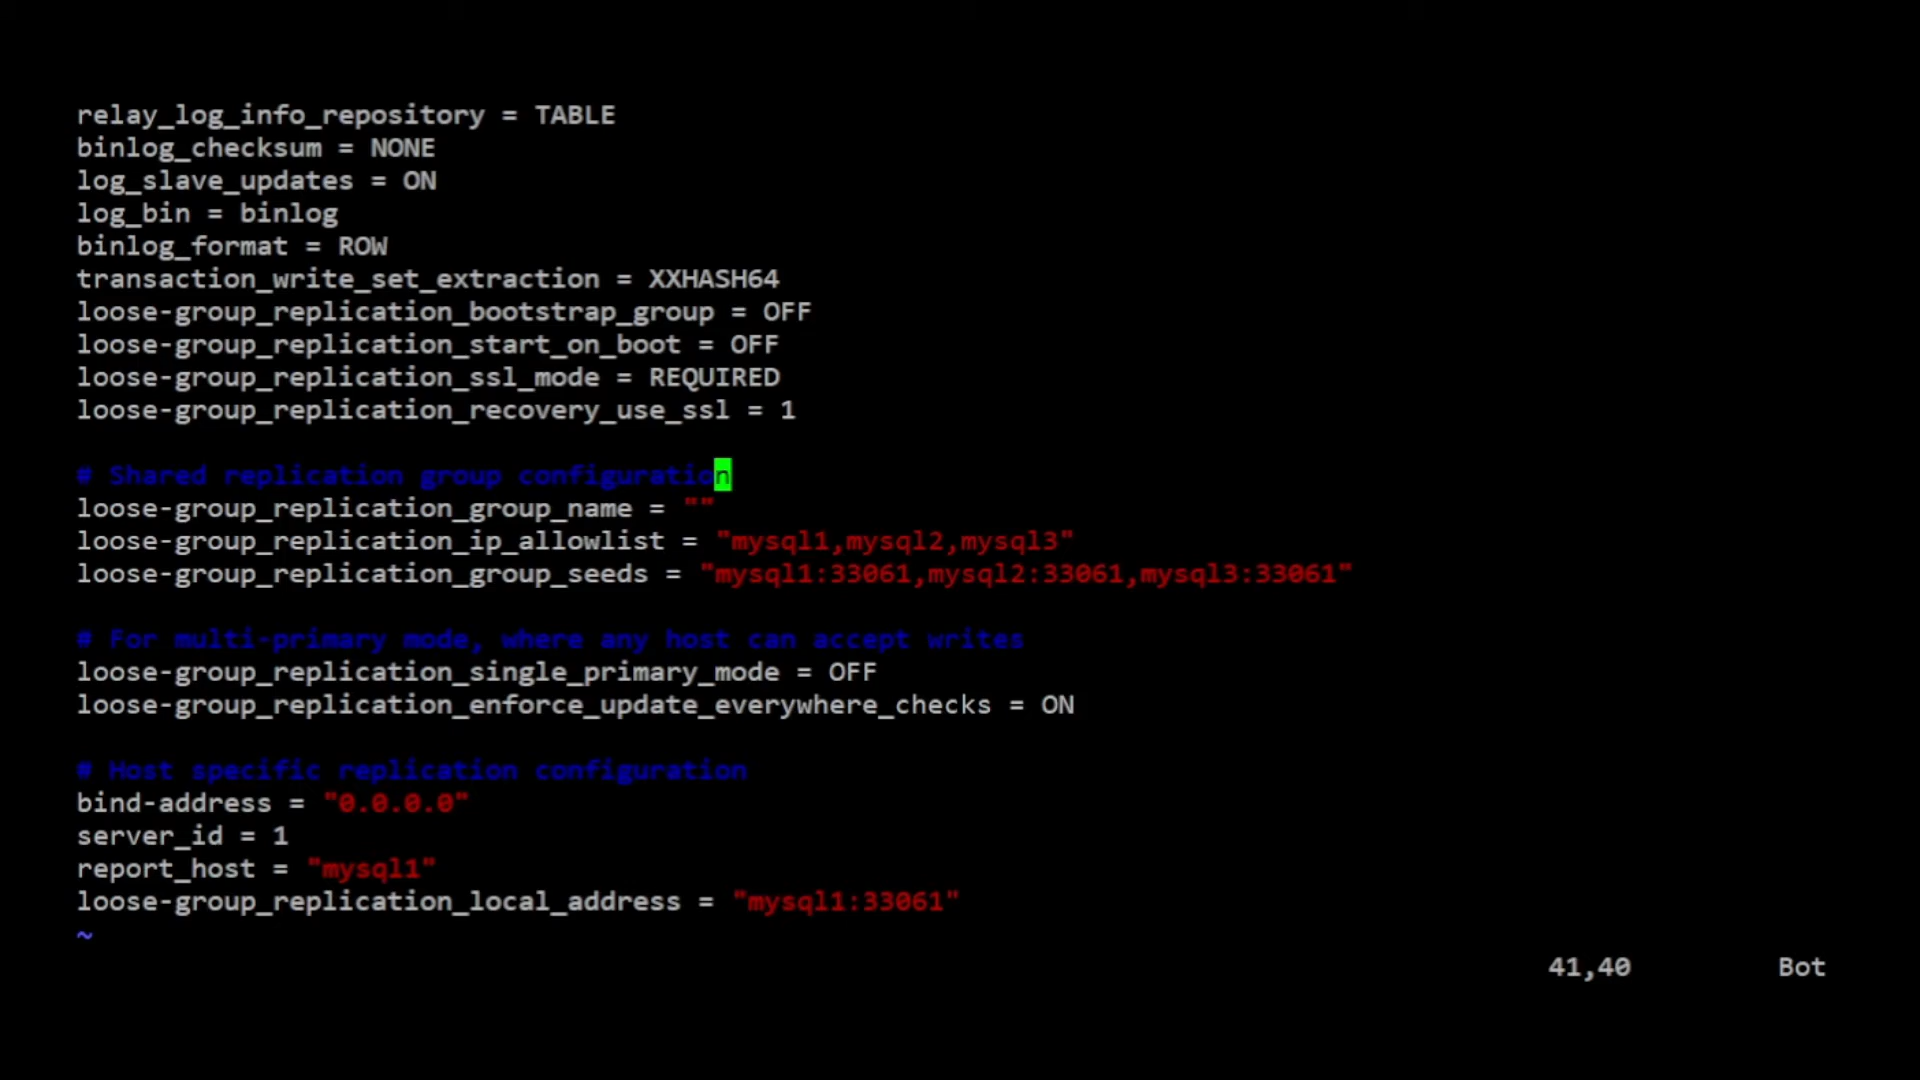 relay_log_info_repository = TABLE
binlog_checksum = NONE
log_slave_updates = ON
log_bin = binlog
binlog_format = ROW
transaction_write_set_extraction = XXHASH64
loose-group_replication_bootstrap_group = OFF
loose-group_replication_start_on_boot = OFF
loose-group_replication_ssl_mode = REQUIRED
loose-group_replication_recovery_use_ssl = 1
# Shared replication group configuration
loose-group_replication_group_name = ""
loose-group_replication_ip_allowlist = "mysql1,mysql2,mysql3"
loose-group_replication_group_seeds = "mysql1:33061,mysql2:33061,mysql3:33061"
# For multi-primary mode, where any host can accept writes
loose-group_replication_single_primary_mode = OFF
loose-group_replication_enforce_update_everywhere_checks = ON
# Host specific replication configuration
bind-address = "0.0.0.0"
server_id = 1
report_host = "mysql1"
loose-group_replication_local_address = "mysql1:33061"
~
41,40 Bot